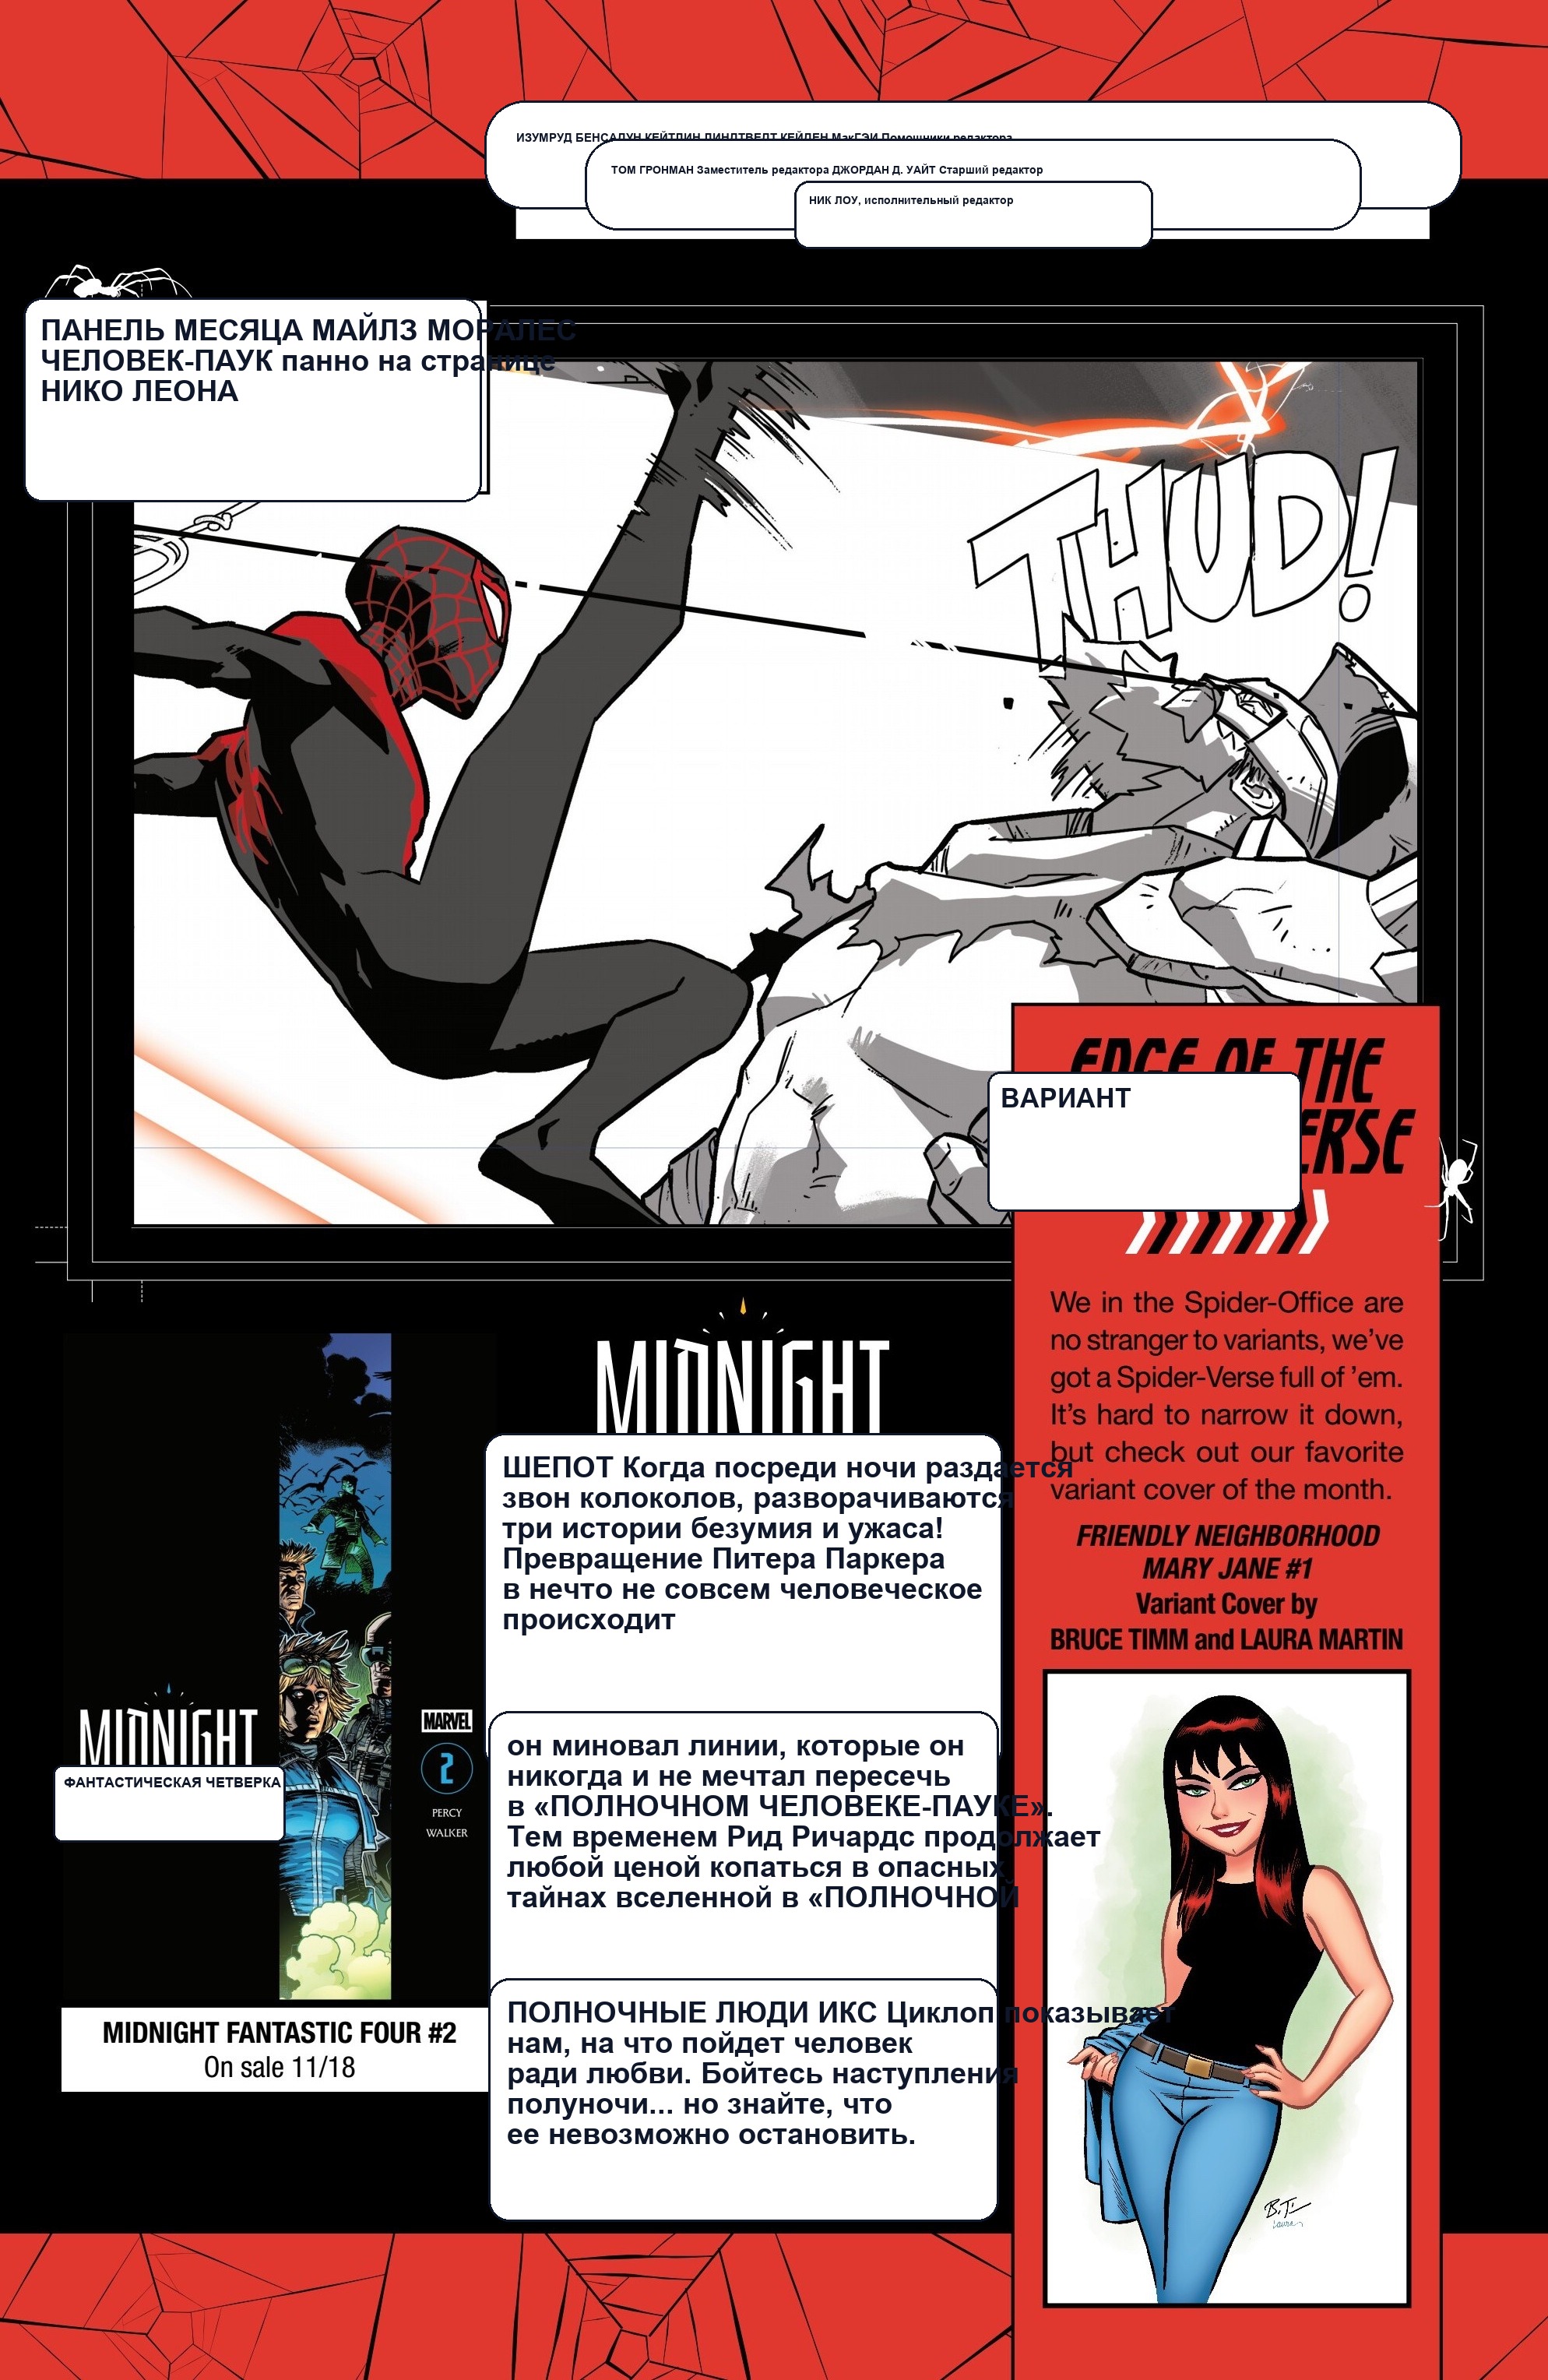 ИЗУМРУД БЕНСАДУН КЕЙТЛИН ЛИНДТВЕДТ КЕЙДЕН МакГЭИ Помощники редактора
ТОМ ГРОНМАН Заместитель редактора ДЖОРДАН Д. УАЙТ Старший редактор
НИК ЛОУ, исполнительный редактор
ПАНЕЛЬ МЕСЯЦА МАЙЛЗ МОРАЛЕС
ЧЕЛОВЕК-ПАУК панно на странице
НИКО ЛЕОНА
THUD!
EDGE OF THE
ERSE
ВАРИАНТ
We in the Spider-Office are
no stranger to variants, we've
got a Spider-Verse full of 'em.
It's hard to narrow it down,
but check out our favorite
variant cover of the month.
FRIENDLY NEIGHBORHOOD
MARY JANE #1
Variant Cover by
BRUCE TIMM and LAURA MARTIN
B.T.
Laura
MIDNIGHT
ШЕПОТ Когда посреди ночи раздается
звон колоколов, разворачиваются
три истории безумия и ужаса!
Превращение Питера Паркера
в нечто не совсем человеческое
происходит
он миновал линии, которые он
никогда и не мечтал пересечь
в «ПОЛНОЧНОМ ЧЕЛОВЕКЕ-ПАУКЕ».
Тем временем Рид Ричардс продолжает
любой ценой копаться в опасных
тайнах вселенной в «ПОЛНОЧНОЙ
ПОЛНОЧНЫЕ ЛЮДИ ИКС Циклоп показывает
нам, на что пойдет человек
ради любви. Бойтесь наступления
полуночи... но знайте, что
ее невозможно остановить.
MIDNIGHT
ФАНТАСТИЧЕСКАЯ ЧЕТВЕРКА
MARVEL
2
PERCY
WALKER
MIDNIGHT FANTASTIC FOUR #2
On sale 11/18